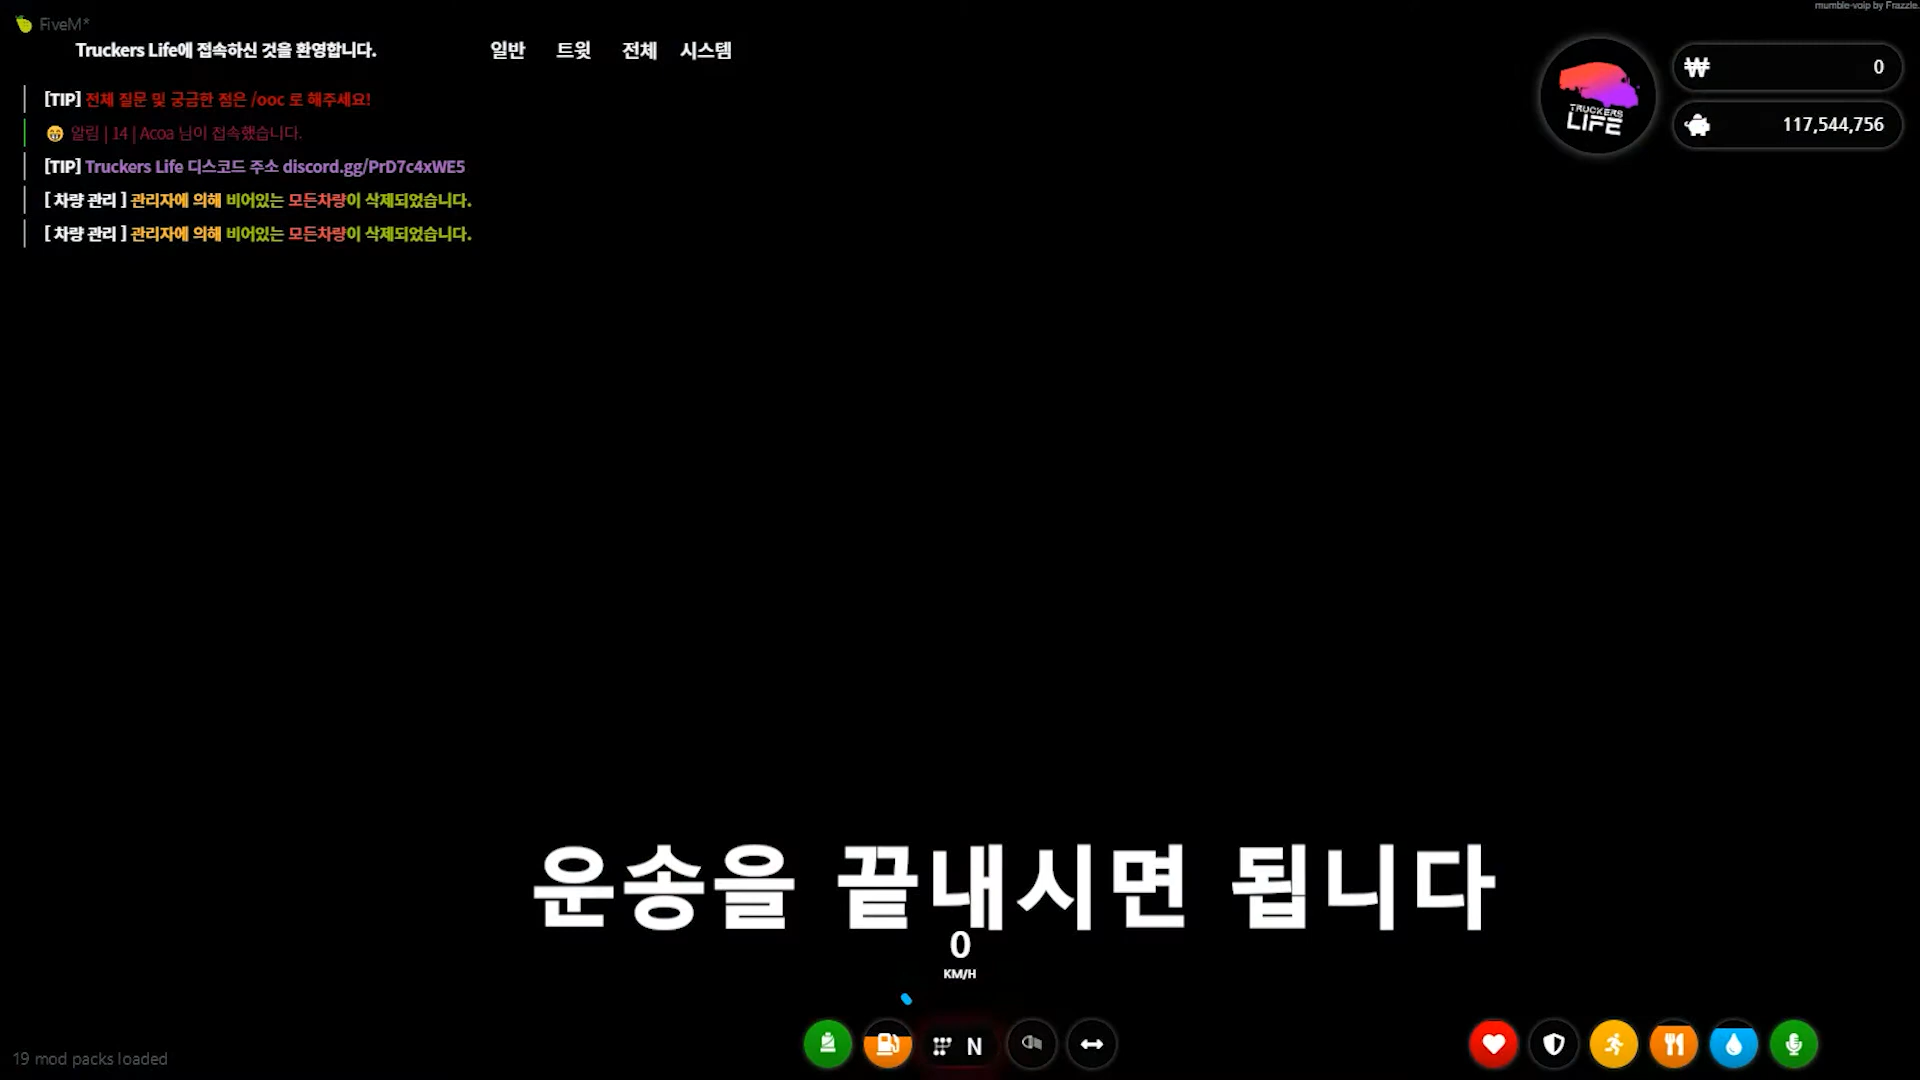 mumble-voip by Frazzle.
FiveM*
Truckers Life에 접속하신 것을 환영합니다.
일반 트윗 전체 시스템
[TIP] 전체 질문 및 궁금한 점은 /ooc 로 해주세요!
😁 알림 | 14 | Acoa 님이 접속했습니다.
[TIP] Truckers Life 디스코드 주소 discord.gg/PrD7c4xWE5
[ 차량 관리 ] 관리자에 의해 비어있는 모든차량이 삭제되었습니다.
[ 차량 관리 ] 관리자에 의해 비어있는 모든차량이 삭제되었습니다.
TRUCKERS
LIFE
₩ 0
117,544,756
운송을 끝내시면 됩니다
0
KM/H
N
19 mod packs loaded